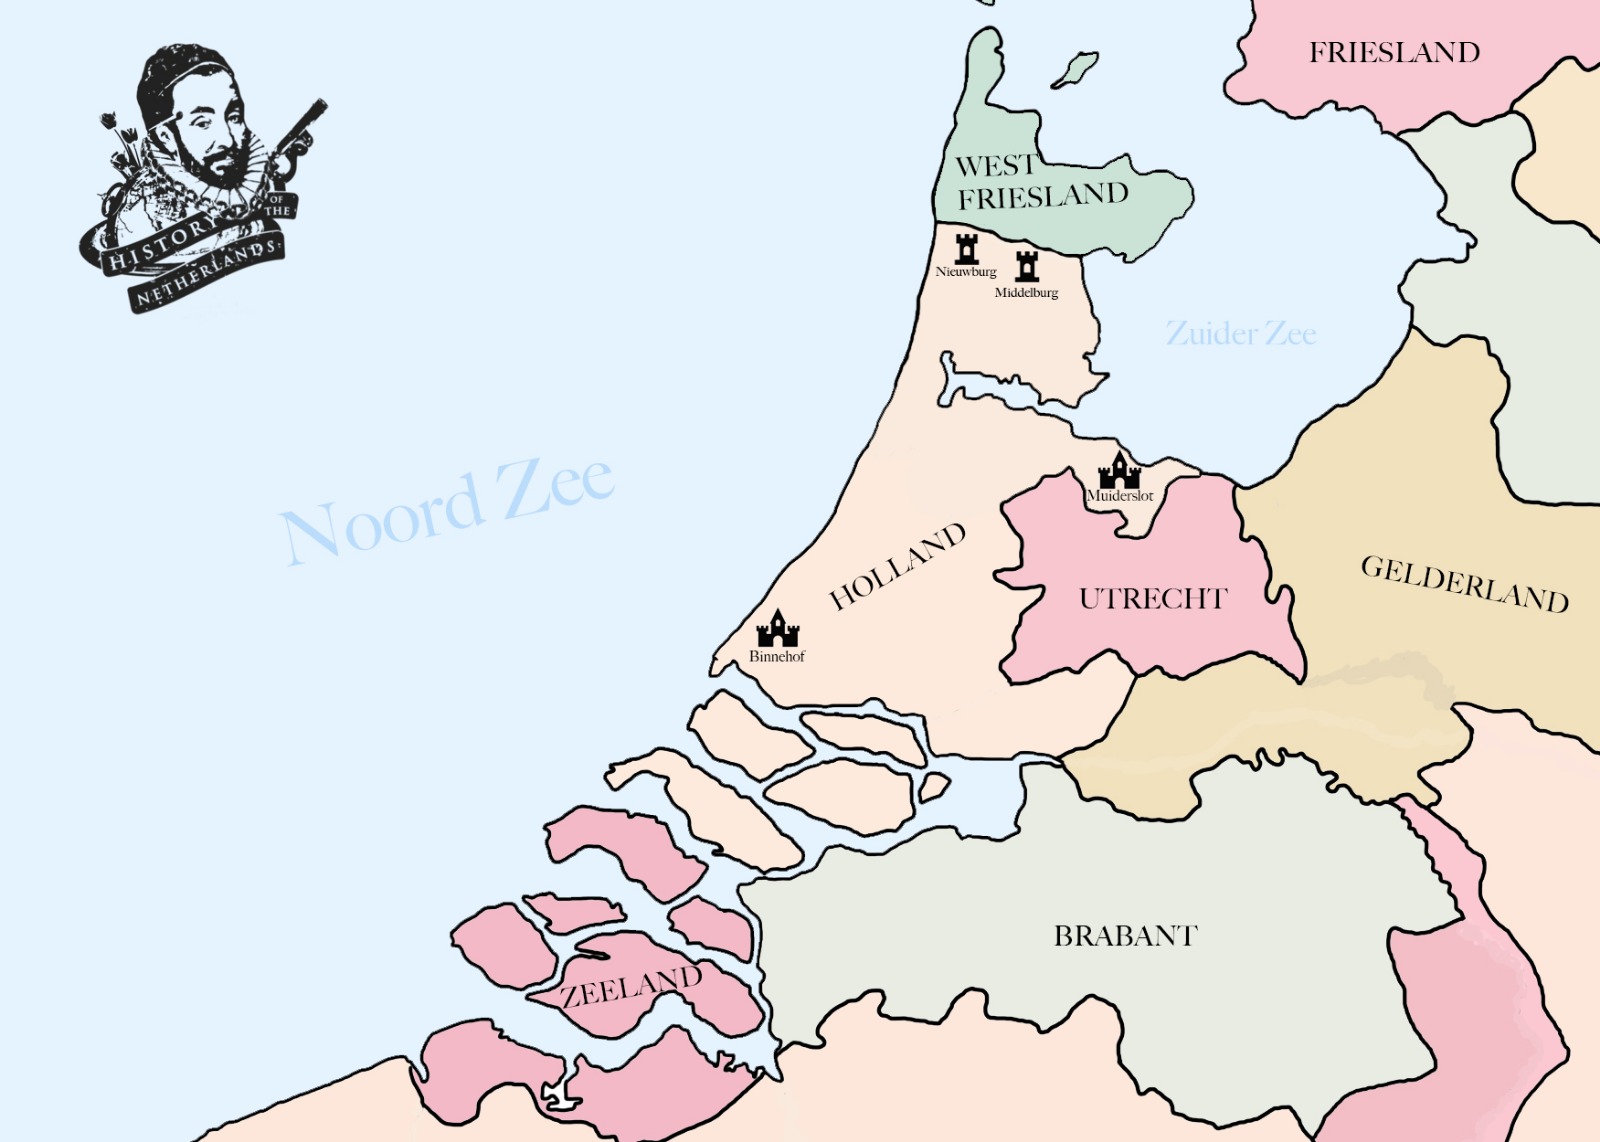 FRIESLAND
WEST
FRIESLAND
HISTORY
OF
THE
NETHERLANDS
Nieuwburg
Middelburg
Zuider Zee
Noord Zee
Muiderslot
HOLLAND
GELDERLAND
UTRECHT
Binnehof
BRABANT
ZEELAND